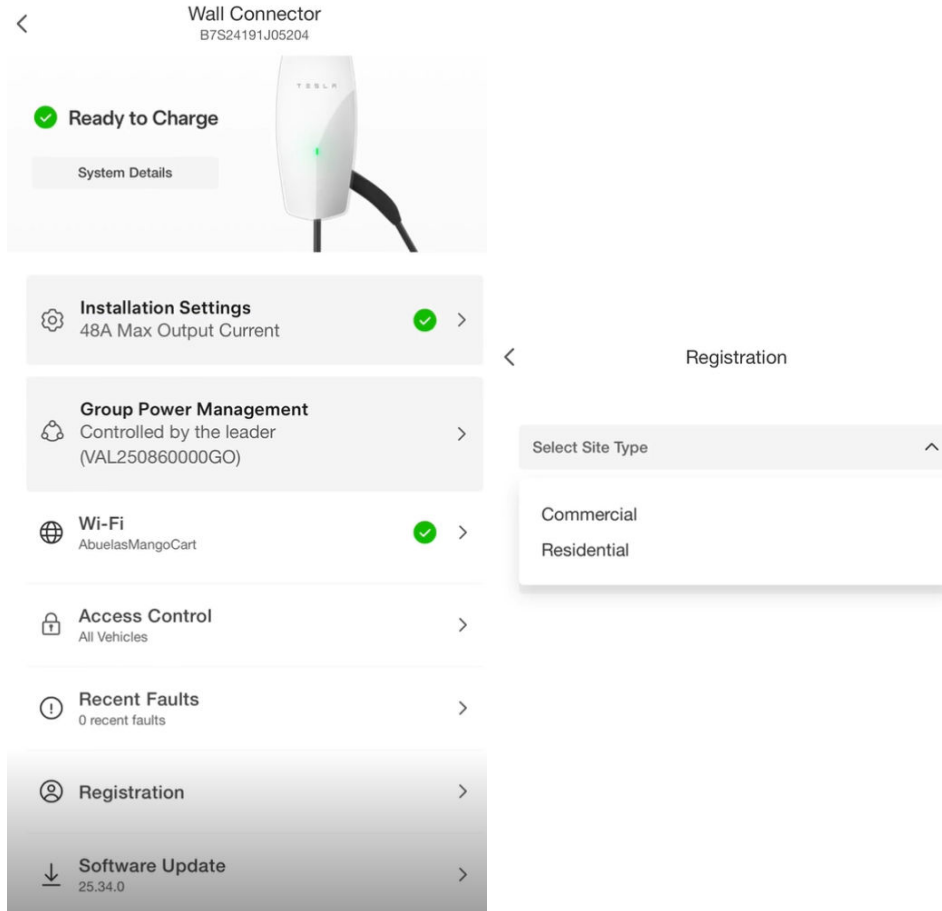 Wall Connector
B7S24191J05204
TESLA
Ready to Charge
System Details
Installation Settings
48A Max Output Current
Group Power Management
Controlled by the leader
(VAL250860000GO)
Wi-Fi
AbuelasMangoCart
Access Control
All Vehicles
Recent Faults
0 recent faults
Registration
Software Update
25.34.0
Registration
Select Site Type
Commercial
Residential